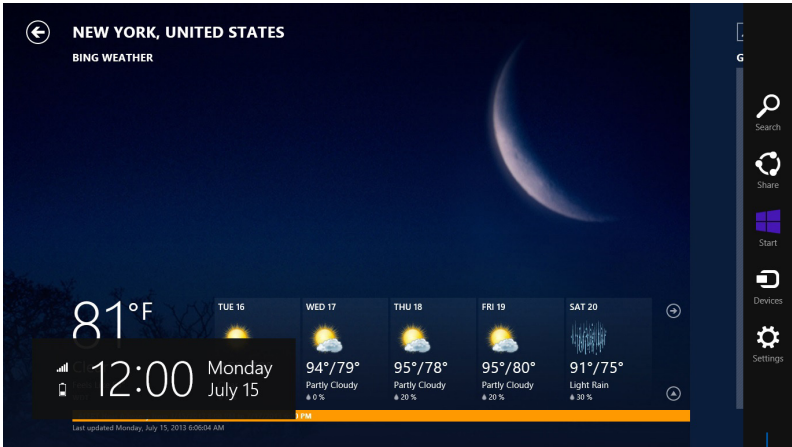 NEW YORK, UNITED STATES
BING WEATHER
G
Search
Share
Start
Devices
Settings
81°F
TUE 16
WED 17
94°/79°
Partly Cloudy
0 %
THU 18
95°/78°
Partly Cloudy
20 %
FRI 19
95°/80°
Partly Cloudy
20 %
SAT 20
91°/75°
Light Rain
30 %
12:00
Monday
July 15
PM
Last updated Monday, July 15, 2013 6:06:04 AM